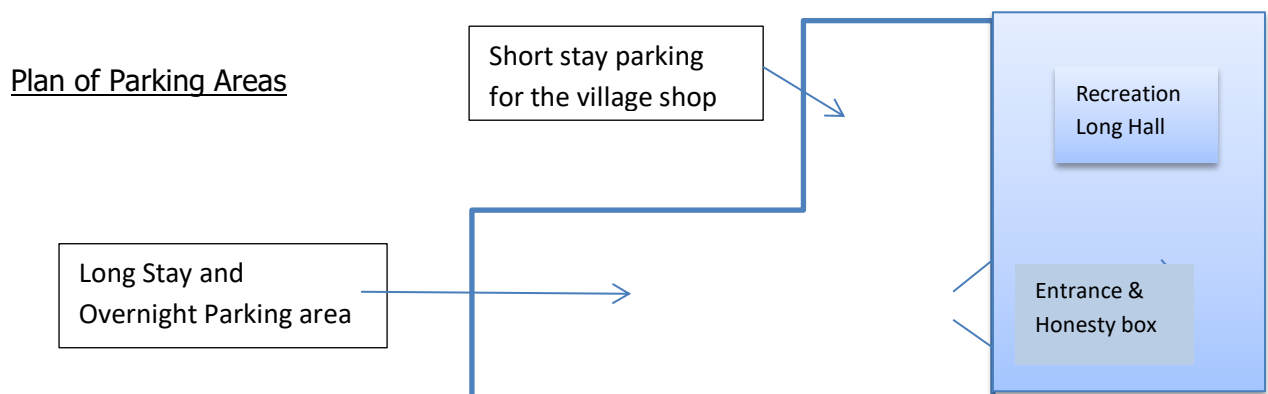 Plan of Parking Areas
Short stay parking
for the village shop
Recreation
Long Hall
Long Stay and
Overnight Parking area
Entrance &
Honesty box